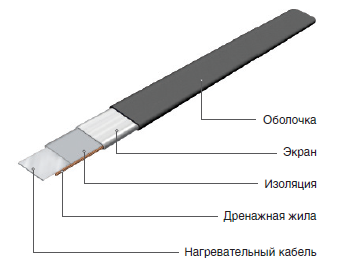 Оболочка
Экран
Изоляция
Дренажная жила
Нагревательный кабель